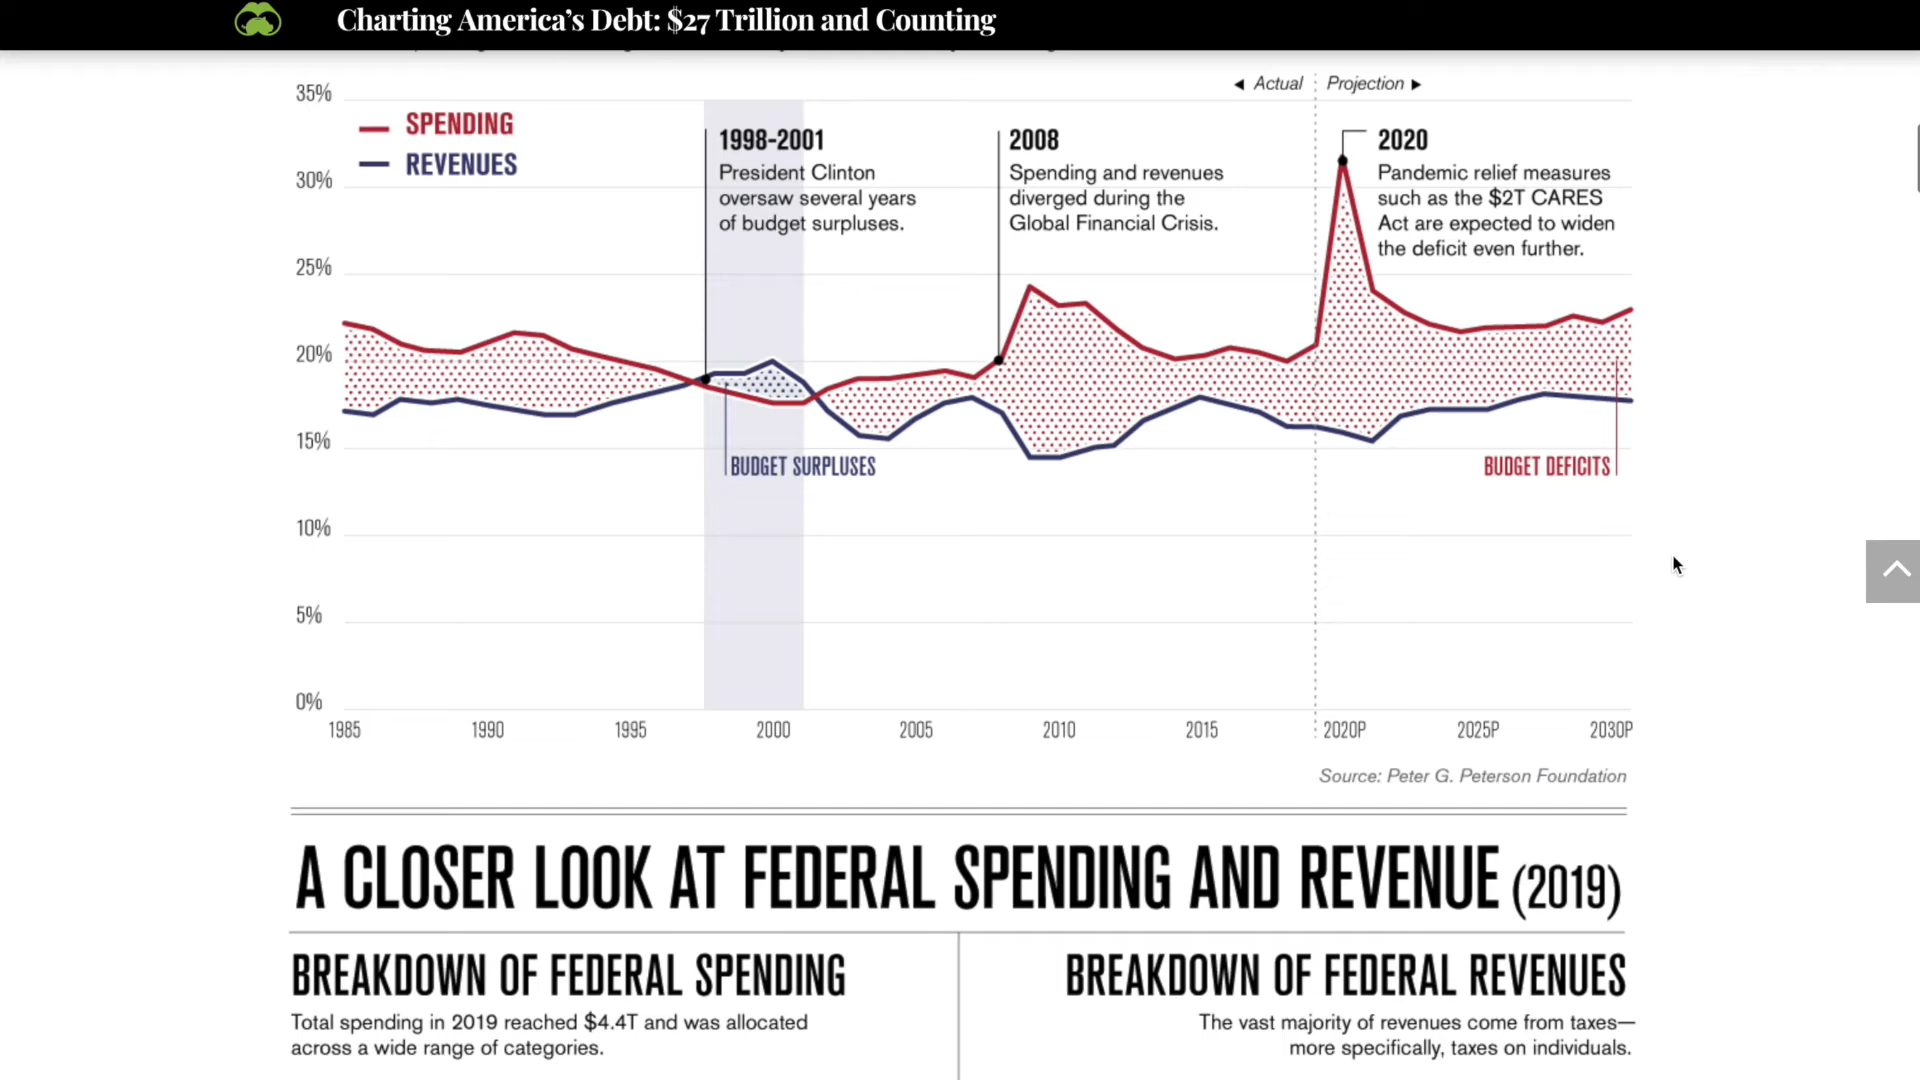 Charting America's Debt: $27 Trillion and Counting
◀ Actual
Projection ▶
35%
30%
25%
20%
15%
10%
5%
0%
SPENDING
REVENUES
1998-2001
President Clinton
oversaw several years
of budget surpluses.
2008
Spending and revenues
diverged during the
Global Financial Crisis.
2020
Pandemic relief measures
such as the $2T CARES
Act are expected to widen
the deficit even further.
BUDGET SURPLUSES
BUDGET DEFICITS
1985
1990
1995
2000
2005
2010
2015
2020P
2025P
2030P
Source: Peter G. Peterson Foundation
A CLOSER LOOK AT FEDERAL SPENDING AND REVENUE (2019)
BREAKDOWN OF FEDERAL SPENDING
Total spending in 2019 reached $4.4T and was allocated
across a wide range of categories.
BREAKDOWN OF FEDERAL REVENUES
The vast majority of revenues come from taxes—
more specifically, taxes on individuals.